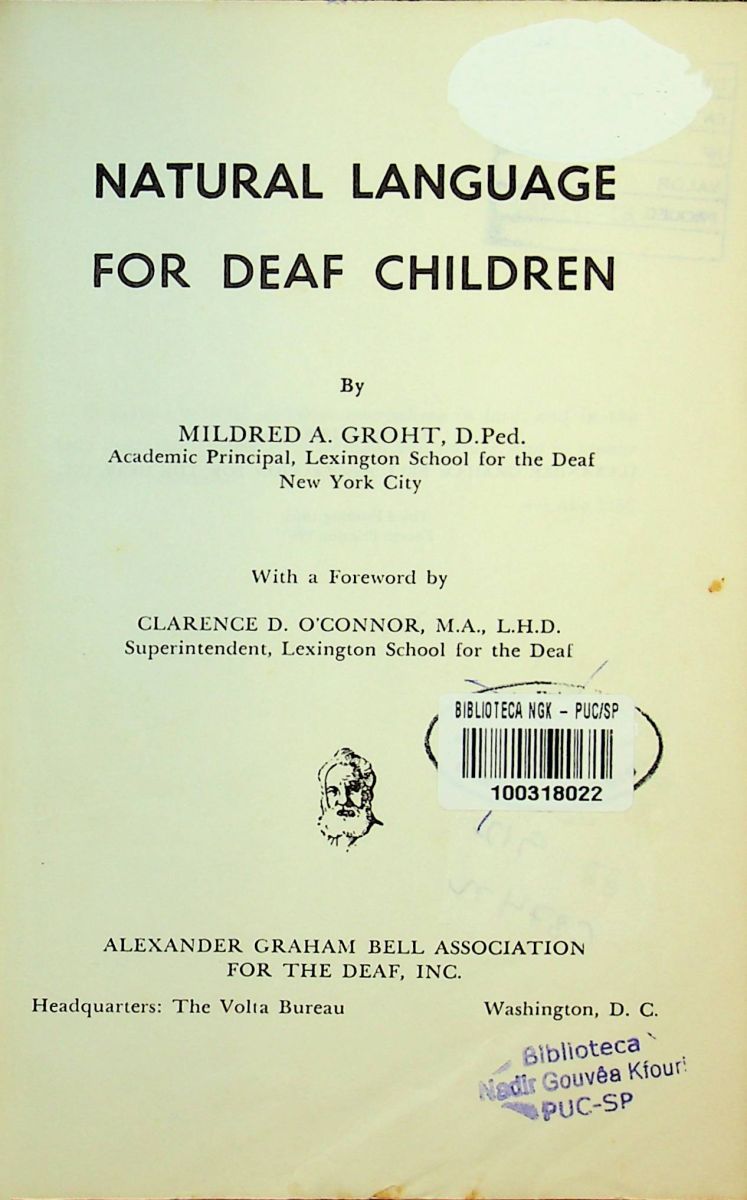 NATURAL LANGUAGE
FOR DEAF CHILDREN
By
MILDRED A. GROHT, D.Ped.
Academic Principal, Lexington School for the Deaf
New York City
With a Foreword by
CLARENCE D. O'CONNOR, M.A., L.H.D.
Superintendent, Lexington School for the Deaf
BIBLIOTECA NGK – PUC/SP
100318022
ALEXANDER GRAHAM BELL ASSOCIATION
FOR THE DEAF, INC.
Headquarters: The Volta Bureau Washington, D. C.
Biblioteca
Nadir Gouvêa Kfouri
PUC-SP